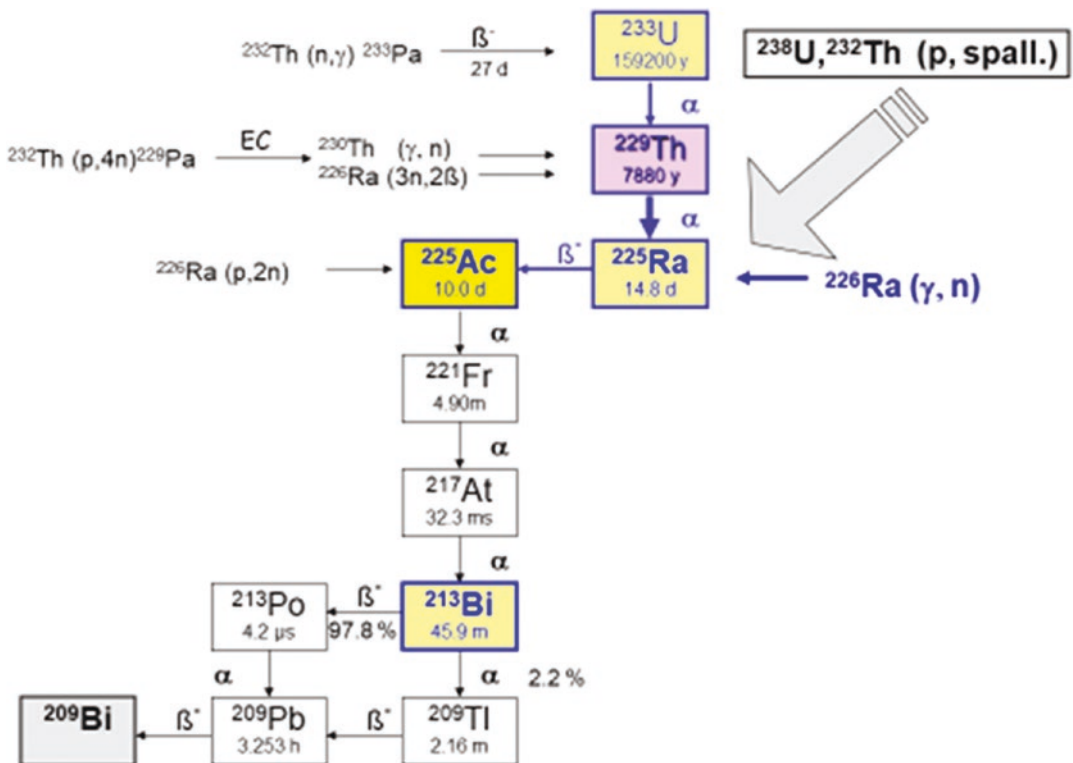 ²³²Th (n,γ) ²³³Pa
ß⁻
27 d
²³³U
159200 y
²³⁸U,²³²Th (p, spall.)
α
²³²Th (p,4n)²²⁹Pa
EC
²³⁰Th (γ, n)
²²⁶Ra (3n,2ß)
²²⁹Th
7880 y
α
²²⁶Ra (p,2n)
²²⁵Ac
10.0 d
ß⁻
²²⁵Ra
14.8 d
²²⁶Ra (γ, n)
α
²²¹Fr
4.90m
α
²¹⁷At
32.3 ms
α
²¹³Po
4.2 µs
ß⁻
97.8 %
²¹³Bi
45.9 m
α
α 2.2 %
²⁰⁹Bi
ß⁻
²⁰⁹Pb
3.253 h
ß⁻
²⁰⁹Tl
2.16 m